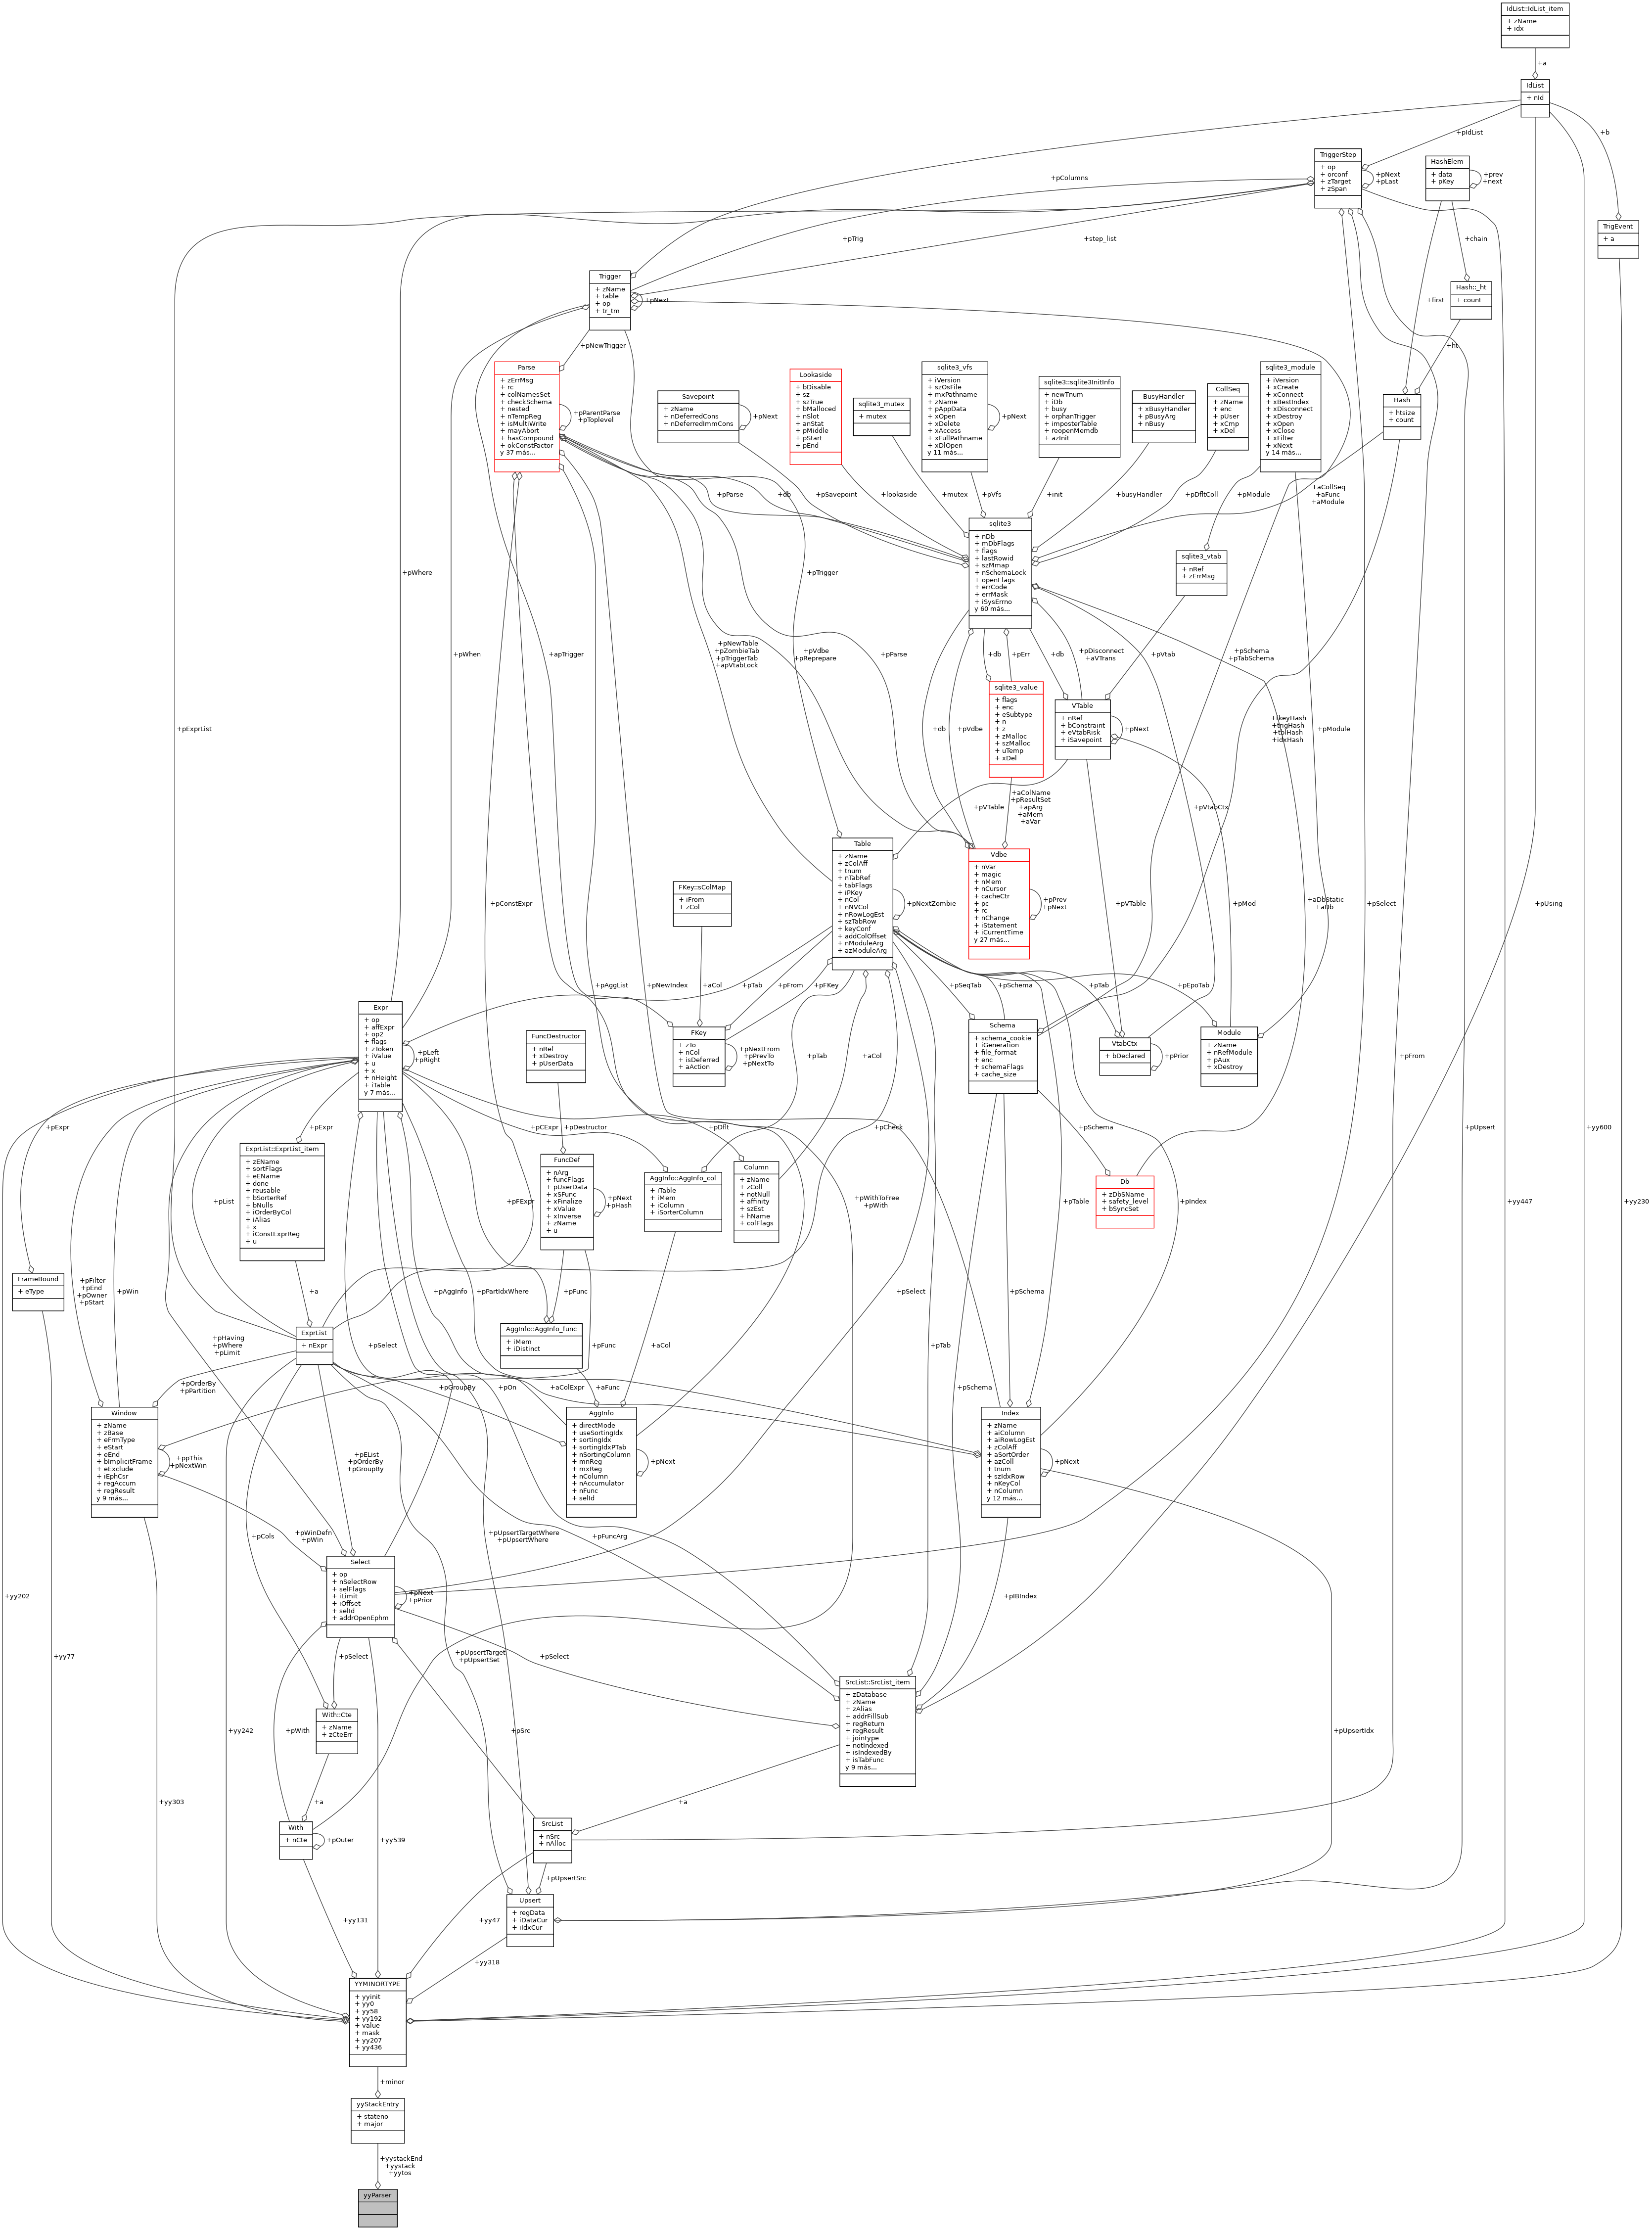 IdList::IdList_item
+ zName
+ idx
+a
IdList
+ nId
+b
+pIdList
TriggerStep
+ op
+ orconf
+ zTarget
+ zSpan
+pNext
+pLast
HashElem
+ data
+ pKey
+prev
+next
+pColumns
TrigEvent
+ a
+pTrig
+step_list
+chain
Trigger
+ zName
+ table
+ op
+ tr_tm
+pNext
Hash::_ht
+ count
+first
+ht
+pNewTrigger
Parse
+ zErrMsg
+ rc
+ colNamesSet
+ checkSchema
+ nested
+ nTempReg
+ isMultiWrite
+ mayAbort
+ hasCompound
+ okConstFactor
y 37 más...
+pParentParse
+pToplevel
Savepoint
+ zName
+ nDeferredCons
+ nDeferredImmCons
+pNext
Lookaside
+ bDisable
+ sz
+ szTrue
+ bMalloced
+ nSlot
+ anStat
+ pMiddle
+ pStart
+ pEnd
sqlite3_mutex
+ mutex
sqlite3_vfs
+ iVersion
+ szOsFile
+ mxPathname
+ zName
+ pAppData
+ xOpen
+ xDelete
+ xAccess
+ xFullPathname
+ xDlOpen
y 11 más...
+pNext
sqlite3::sqlite3InitInfo
+ newTnum
+ iDb
+ busy
+ orphanTrigger
+ imposterTable
+ reopenMemdb
+ azInit
BusyHandler
+ xBusyHandler
+ pBusyArg
+ nBusy
CollSeq
+ zName
+ enc
+ pUser
+ xCmp
+ xDel
sqlite3_module
+ iVersion
+ xCreate
+ xConnect
+ xBestIndex
+ xDisconnect
+ xDestroy
+ xOpen
+ xClose
+ xFilter
+ xNext
y 14 más...
Hash
+ htsize
+ count
+pParse
+db
+pSavepoint
+lookaside
+mutex
+pVfs
+init
+busyHandler
+pDfltColl
+pModule
+aCollSeq
+aFunc
+aModule
sqlite3
+ nDb
+ mDbFlags
+ flags
+ lastRowid
+ szMmap
+ nSchemaLock
+ openFlags
+ errCode
+ errMask
+ iSysErrno
y 60 más...
sqlite3_vtab
+ nRef
+ zErrMsg
+pWhere
+pTrigger
+pWhen
+apTrigger
+pNewTable
+pZombieTab
+pTriggerTab
+apVtabLock
+pVdbe
+pReprepare
+pParse
+db
+pErr
+db
+pDisconnect
+aVTrans
+pVtab
+pSchema
+pTabSchema
sqlite3_value
+ flags
+ enc
+ eSubtype
+ n
+ z
+ zMalloc
+ szMalloc
+ uTemp
+ xDel
VTable
+ nRef
+ bConstraint
+ eVtabRisk
+ iSavepoint
+pNext
+pExprList
+db
+pVdbe
+fkeyHash
+trigHash
+tblHash
+idxHash
+pModule
+pVTable
+aColName
+pResultSet
+apArg
+aMem
+aVar
+pVtabCtx
Table
+ zName
+ zColAff
+ tnum
+ nTabRef
+ tabFlags
+ iPKey
+ nCol
+ nNVCol
+ nRowLogEst
+ szTabRow
+ keyConf
+ addColOffset
+ nModuleArg
+ azModuleArg
+pNextZombie
Vdbe
+ nVar
+ magic
+ nMem
+ nCursor
+ cacheCtr
+ pc
+ rc
+ nChange
+ iStatement
+ iCurrentTime
y 27 más...
+pPrev
+pNext
FKey::sColMap
+ iFrom
+ zCol
+pConstExpr
+pVTable
+pMod
+aDbStatic
+aDb
+pSelect
+pUsing
+pAggList
+pNewIndex
+aCol
+pTab
+pFrom
+pFKey
+pSeqTab
+pSchema
+pTab
+pEpoTab
Expr
+ op
+ affExpr
+ op2
+ flags
+ zToken
+ iValue
+ u
+ x
+ nHeight
+ iTable
y 7 más...
+pLeft
+pRight
FuncDestructor
+ nRef
+ xDestroy
+ pUserData
FKey
+ zTo
+ nCol
+ isDeferred
+ aAction
+pNextFrom
+pPrevTo
+pNextTo
+pTab
+aCol
Schema
+ schema_cookie
+ iGeneration
+ file_format
+ enc
+ schemaFlags
+ cache_size
VtabCtx
+ bDeclared
+pPrior
Module
+ zName
+ nRefModule
+ pAux
+ xDestroy
+pFrom
+pExpr
+pExpr
+pCExpr
+pDestructor
+pDflt
+pCheck
+pSchema
+pUpsert
+yy600
ExprList::ExprList_item
+ zEName
+ sortFlags
+ eEName
+ done
+ reusable
+ bSorterRef
+ bNulls
+ iOrderByCol
+ iAlias
+ x
+ iConstExprReg
+ u
FuncDef
+ nArg
+ funcFlags
+ pUserData
+ xSFunc
+ xFinalize
+ xValue
+ xInverse
+ zName
+ u
+pNext
+pHash
AggInfo::AggInfo_col
+ iTable
+ iMem
+ iColumn
+ iSorterColumn
Column
+ zName
+ zColl
+ notNull
+ affinity
+ szEst
+ hName
+ colFlags
Db
+ zDbSName
+ safety_level
+ bSyncSet
+pList
+pFExpr
+pWithToFree
+pWith
+pTable
+pIndex
+yy447
+yy230
FrameBound
+ eType
+pFilter
+pEnd
+pOwner
+pStart
+pWin
+a
+pAggInfo
+pPartIdxWhere
+pFunc
+pSelect
+pSchema
ExprList
+ nExpr
AggInfo::AggInfo_func
+ iMem
+ iDistinct
+pHaving
+pWhere
+pLimit
+pSelect
+pFunc
+aCol
+pTab
+pOrderBy
+pPartition
+pGroupBy
+pOn
+aColExpr
+aFunc
+pSchema
Window
+ zName
+ zBase
+ eFrmType
+ eStart
+ eEnd
+ bImplicitFrame
+ eExclude
+ iEphCsr
+ regAccum
+ regResult
y 9 más...
+ppThis
+pNextWin
+pEList
+pOrderBy
+pGroupBy
AggInfo
+ directMode
+ useSortingIdx
+ sortingIdx
+ sortingIdxPTab
+ nSortingColumn
+ mnReg
+ mxReg
+ nColumn
+ nAccumulator
+ nFunc
+ selId
+pNext
Index
+ zName
+ aiColumn
+ aiRowLogEst
+ zColAff
+ aSortOrder
+ azColl
+ tnum
+ szIdxRow
+ nKeyCol
+ nColumn
y 12 más...
+pNext
+pCols
+pWinDefn
+pWin
+pUpsertTargetWhere
+pUpsertWhere
+pFuncArg
Select
+ op
+ nSelectRow
+ selFlags
+ iLimit
+ iOffset
+ selId
+ addrOpenEphm
+pNext
+pPrior
+yy202
+pIBIndex
+yy77
+pSelect
+pUpsertTarget
+pUpsertSet
+pSelect
SrcList::SrcList_item
+ zDatabase
+ zName
+ zAlias
+ addrFillSub
+ regReturn
+ regResult
+ jointype
+ notIndexed
+ isIndexedBy
+ isTabFunc
y 9 más...
With::Cte
+ zName
+ zCteErr
+yy242
+pWith
+pSrc
+pUpsertIdx
+yy303
+a
+a
With
+ nCte
+pOuter
+yy539
SrcList
+ nSrc
+ nAlloc
+pUpsertSrc
Upsert
+ regData
+ iDataCur
+ iIdxCur
+yy131
+yy47
+yy318
YYMINORTYPE
+ yyinit
+ yy0
+ yy58
+ yy192
+ value
+ mask
+ yy207
+ yy436
+minor
yyStackEntry
+ stateno
+ major
+yystackEnd
+yystack
+yytos
yyParser